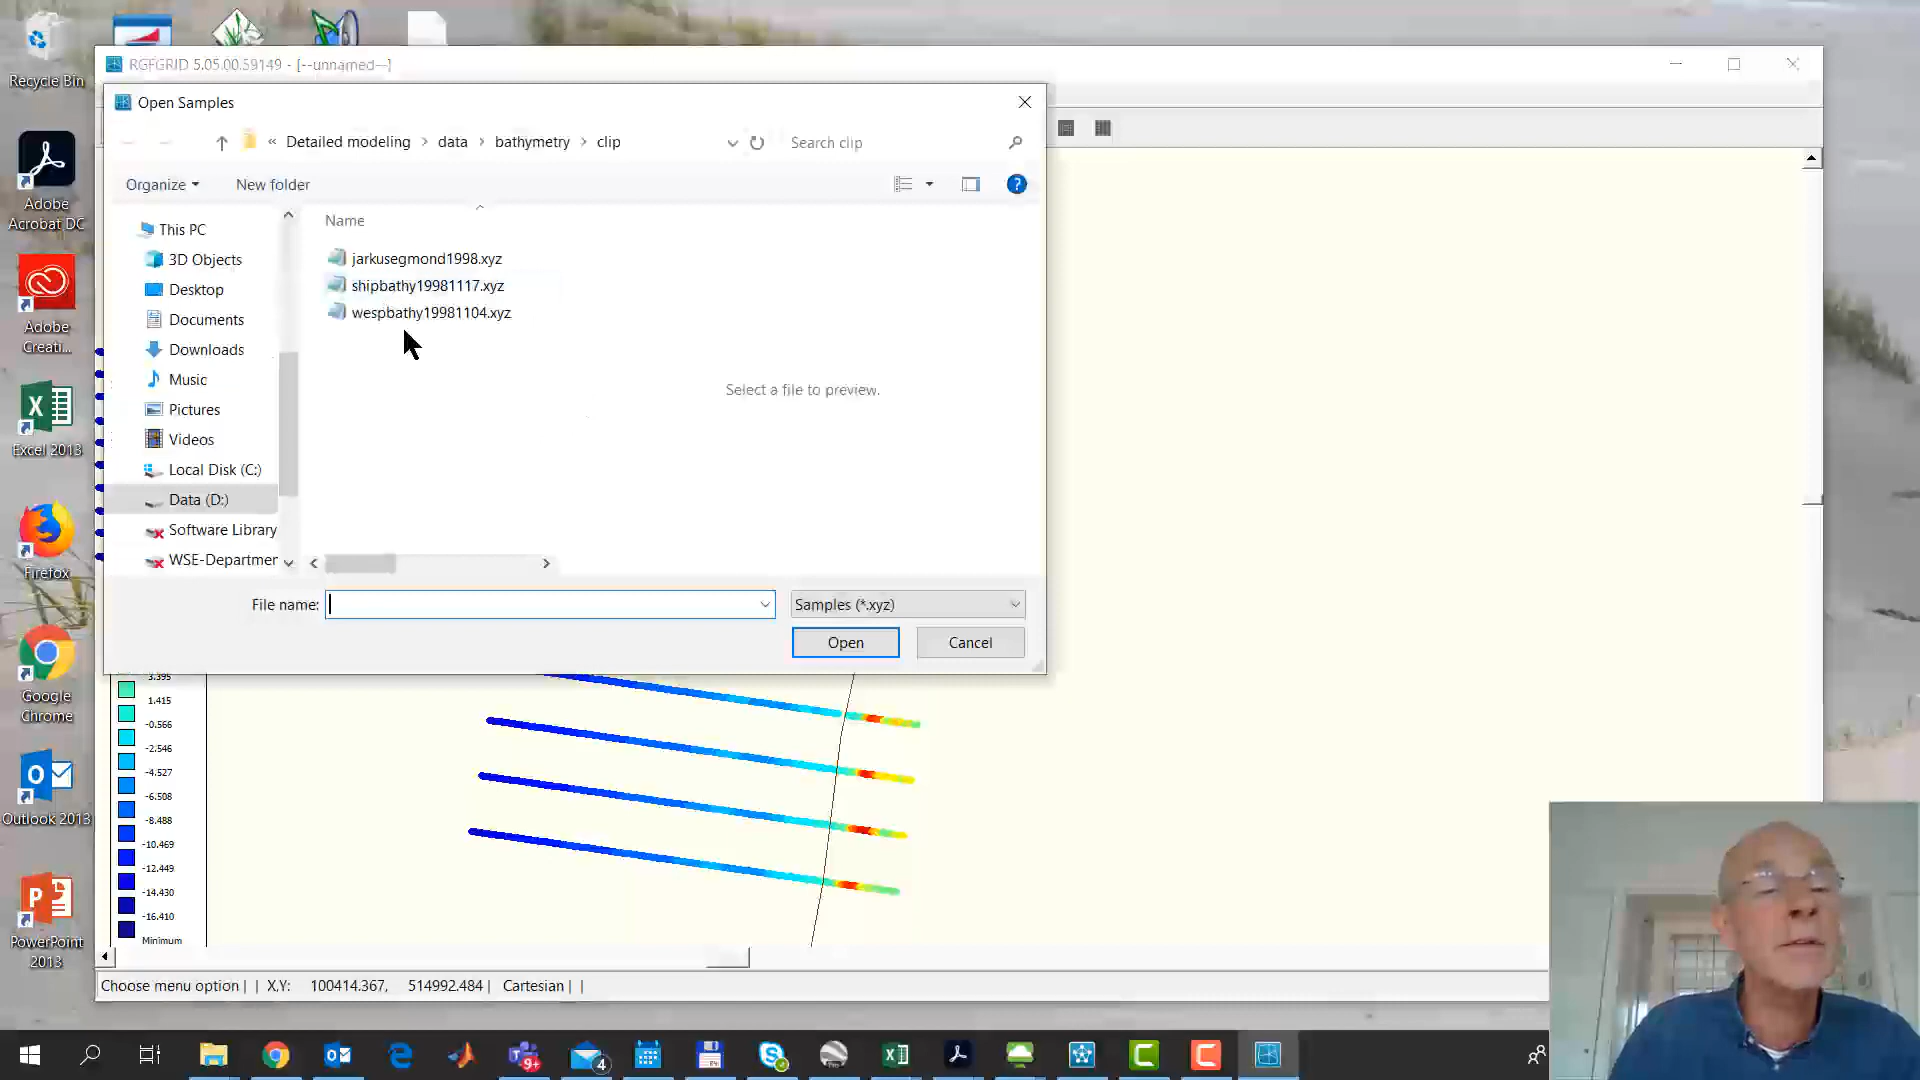 Recycle Bin
Adobe
Acrobat DC
Adobe
Creati...
Excel 2013
Firefox
Google
Chrome
Outlook 2013
PowerPoint
2013
RGFGRID 5.05.00.59149 - [--unnamed--]
Open Samples
« Detailed modeling > data > bathymetry > clip
Search clip
Organize
New folder
This PC
3D Objects
Desktop
Documents
Downloads
Music
Pictures
Videos
Local Disk (C:)
Data (D:)
Software Library
WSE-Departmer
Name
jarkusegmond1998.xyz
shipbathy19981117.xyz
wespbathy19981104.xyz
Select a file to preview.
File name:
Samples (*.xyz)
Open
Cancel
3.395
1.415
-0.566
-2.546
-4.527
-6.508
-8.488
-10.469
-12.449
-14.430
-16.410
Minimum
Choose menu option | | X,Y: 100414.367, 514992.484 | Cartesian | |
9+
4